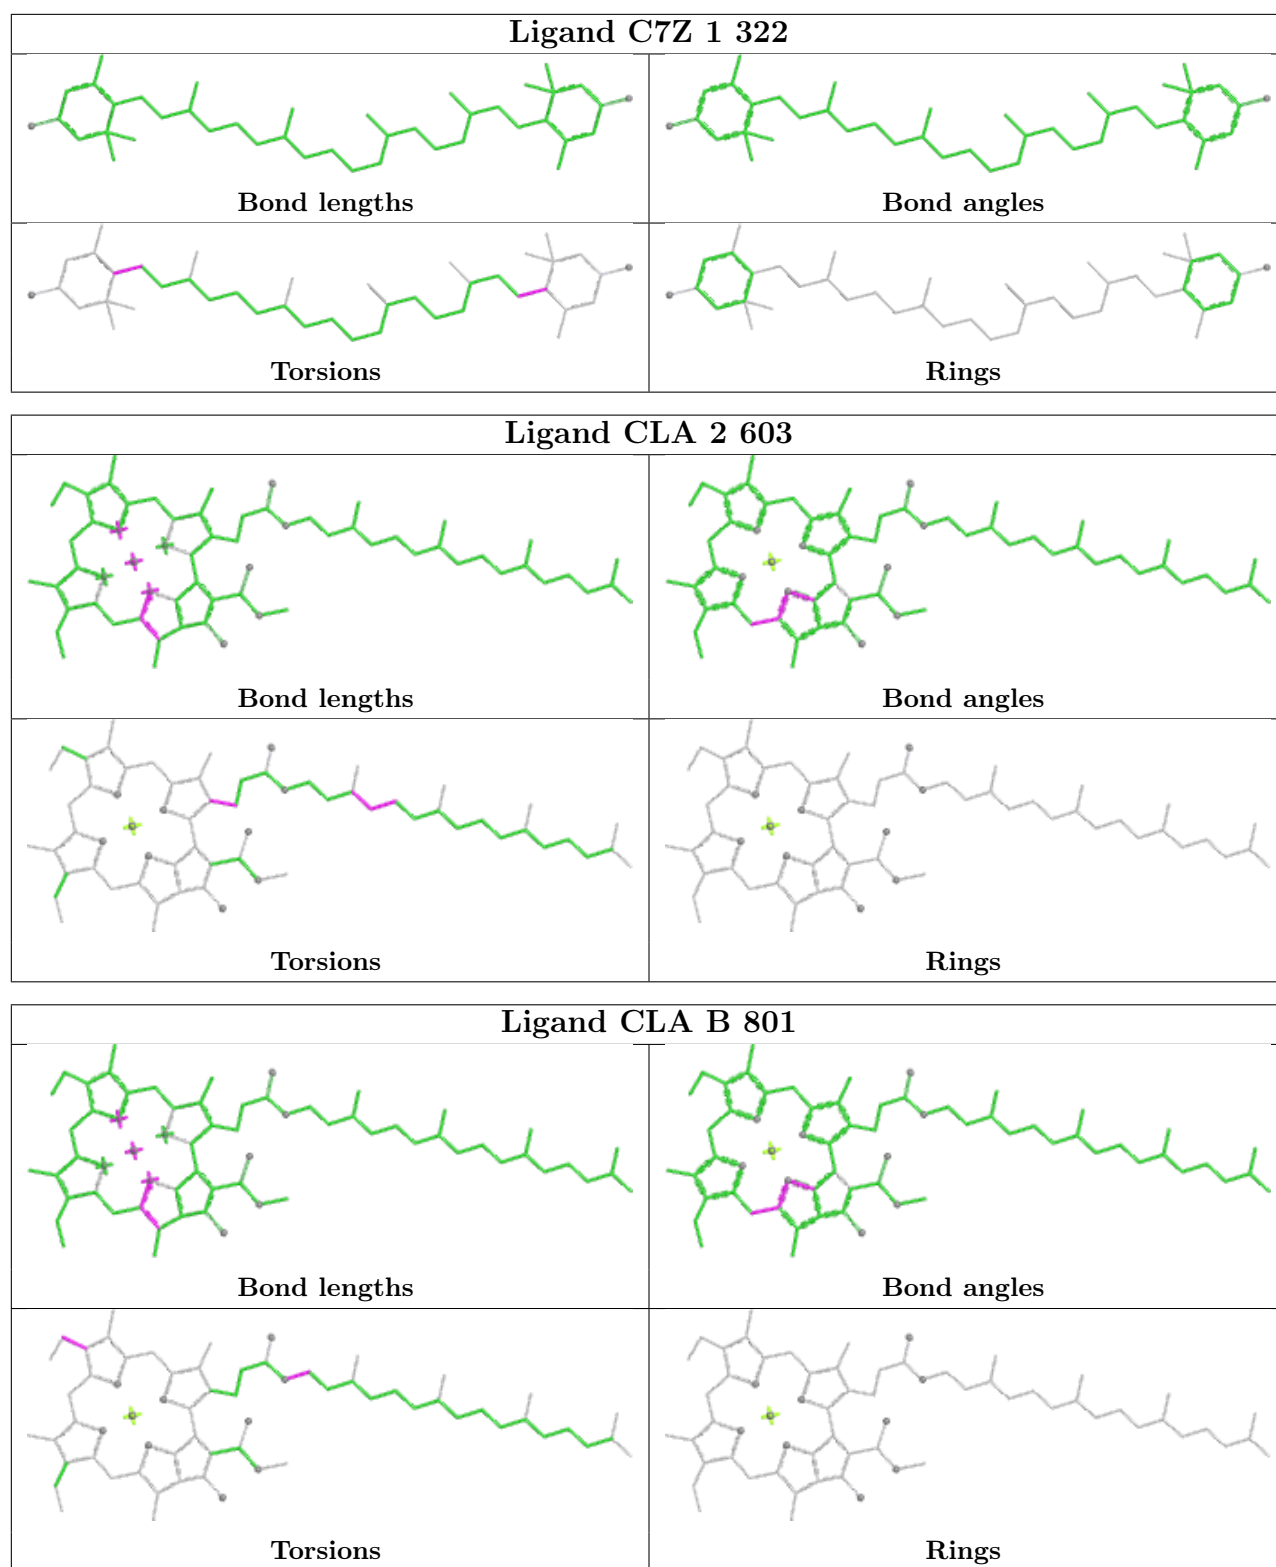 Ligand C7Z 1 322
Bond lengths
Bond angles
Torsions
Rings
Ligand CLA 2 603
Bond lengths
Bond angles
Torsions
Rings
Ligand CLA B 801
Bond lengths
Bond angles
Torsions
Rings